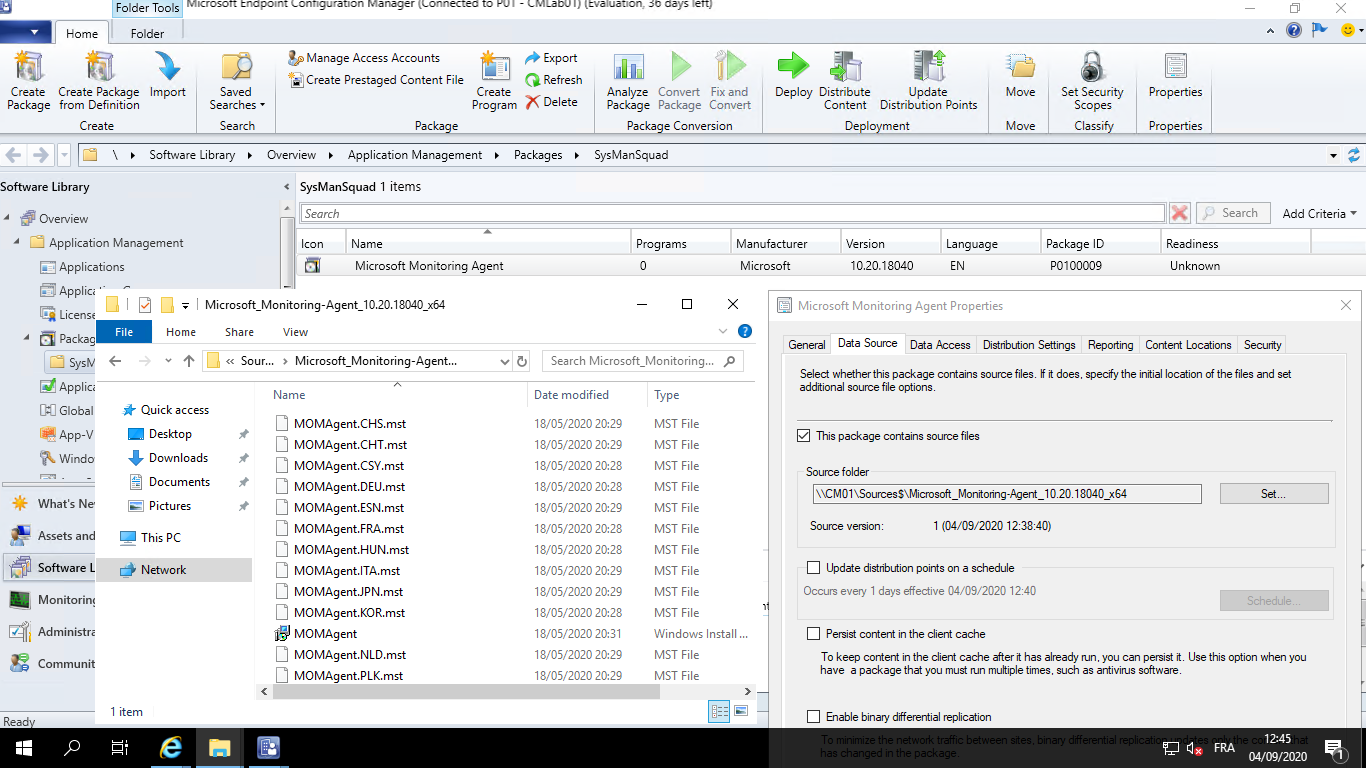 Folder Tools
Microsoft Endpoint Configuration Manager (Connected to P01 - CMLab01) (Evaluation, 36 days left)
Home
Folder
Create Package
Create Package from Definition
Import
Create
Saved Searches
Search
Manage Access Accounts
Create Prestaged Content File
Create Program
Export
Refresh
Delete
Package
Analyze Package
Convert Package
Fix and Convert
Package Conversion
Deploy
Distribute Content
Update Distribution Points
Deployment
Move
Move
Set Security Scopes
Classify
Properties
Properties
\ Software Library Overview Application Management Packages SysManSquad
Software Library
Overview
Application Management
Applications
License
Packag
SysM
Applic
Global
App-V
Windo
What's Ne
Assets and
Software L
Monitoring
Administra
Communit
Ready
SysManSquad 1 items
Search
Search
Add Criteria
Icon Name Programs Manufacturer Version Language Package ID Readiness
Microsoft Monitoring Agent 0 Microsoft 10.20.18040 EN P0100009 Unknown
Microsoft_Monitoring-Agent_10.20.18040_x64
File Home Share View
« Sour... Microsoft_Monitoring-Agent...
Search Microsoft_Monitoring...
Quick access
Desktop
Downloads
Documents
Pictures
This PC
Network
Name Date modified Type
MOMAgent.CHS.mst 18/05/2020 20:29 MST File
MOMAgent.CHT.mst 18/05/2020 20:29 MST File
MOMAgent.CSY.mst 18/05/2020 20:28 MST File
MOMAgent.DEU.mst 18/05/2020 20:28 MST File
MOMAgent.ESN.mst 18/05/2020 20:29 MST File
MOMAgent.FRA.mst 18/05/2020 20:28 MST File
MOMAgent.HUN.mst 18/05/2020 20:28 MST File
MOMAgent.ITA.mst 18/05/2020 20:29 MST File
MOMAgent.JPN.mst 18/05/2020 20:29 MST File
MOMAgent.KOR.mst 18/05/2020 20:28 MST File
MOMAgent 18/05/2020 20:31 Windows Install ...
MOMAgent.NLD.mst 18/05/2020 20:29 MST File
MOMAgent.PLK.mst 18/05/2020 20:29 MST File
1 item
Microsoft Monitoring Agent Properties
General Data Source Data Access Distribution Settings Reporting Content Locations Security
Select whether this package contains source files. If it does, specify the initial location of the files and set
additional source file options.
This package contains source files
Source folder
\\CM01\Sources$\Microsoft_Monitoring-Agent_10.20.18040_x64
Set...
Source version: 1 (04/09/2020 12:38:40)
Update distribution points on a schedule
Occurs every 1 days effective 04/09/2020 12:40
Schedule...
Persist content in the client cache
To keep content in the client cache after it has already run, you can persist it. Use this option when you
have a package that you must run multiple times, such as antivirus software.
Enable binary differential replication
To minimize the network traffic between sites, binary differential replication updates only the content that
has changed in the package.
FRA
12:45
04/09/2020
1